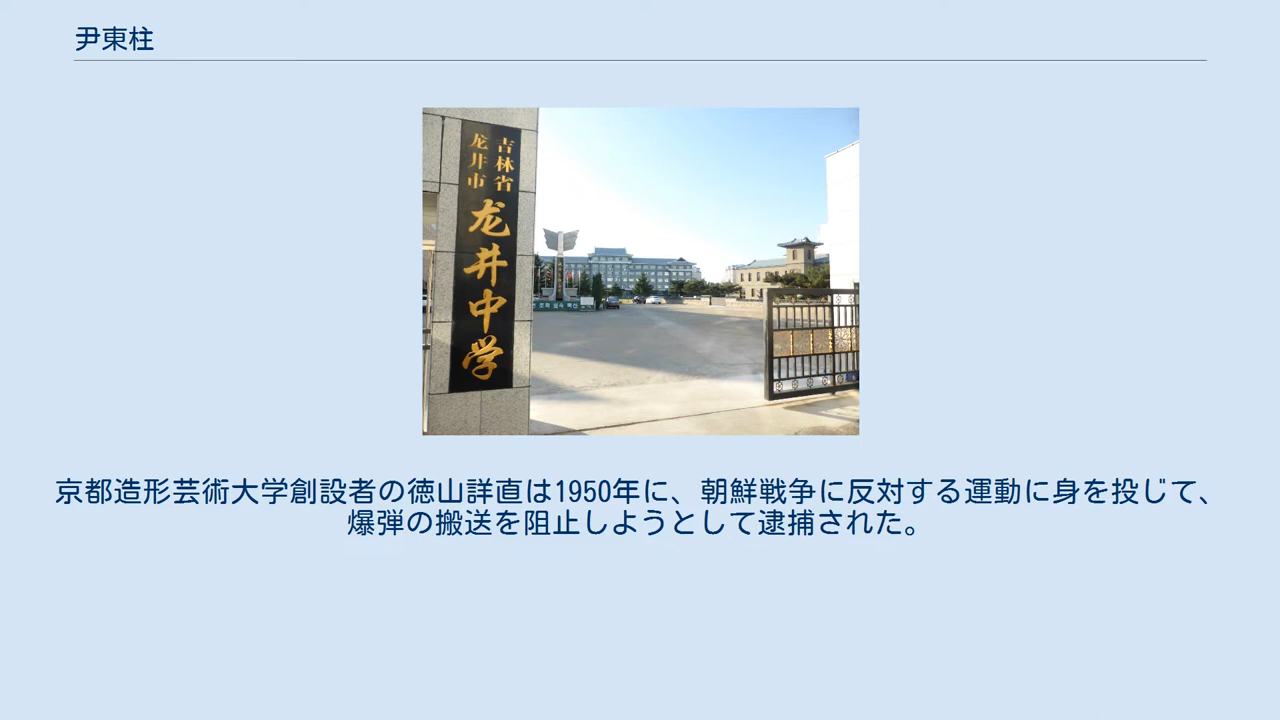 尹東柱
吉林省
龙井市
龙井中学
京都造形芸術大学創設者の徳山詳直は1950年に、朝鮮戦争に反対する運動に身を投じて、
爆弾の搬送を阻止しようとして逮捕された。